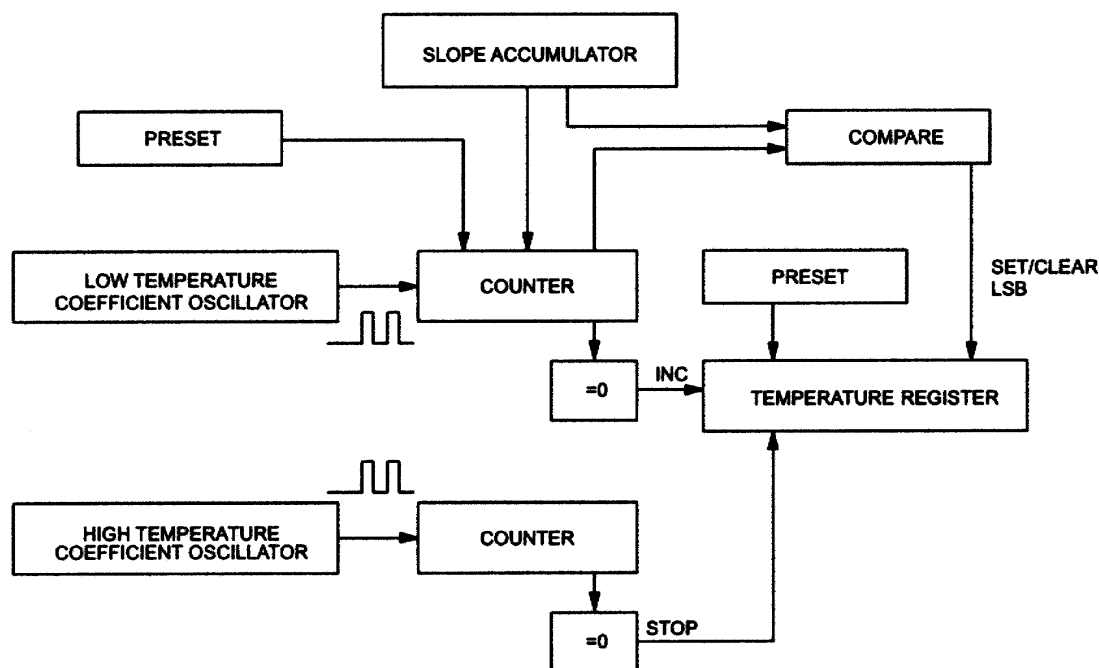 SLOPE ACCUMULATOR
PRESET
COMPARE
LOW TEMPERATURE
COEFFICIENT OSCILLATOR
COUNTER
PRESET
SET/CLEAR
LSB
=0
INC
TEMPERATURE REGISTER
HIGH TEMPERATURE
COEFFICIENT OSCILLATOR
COUNTER
=0
STOP